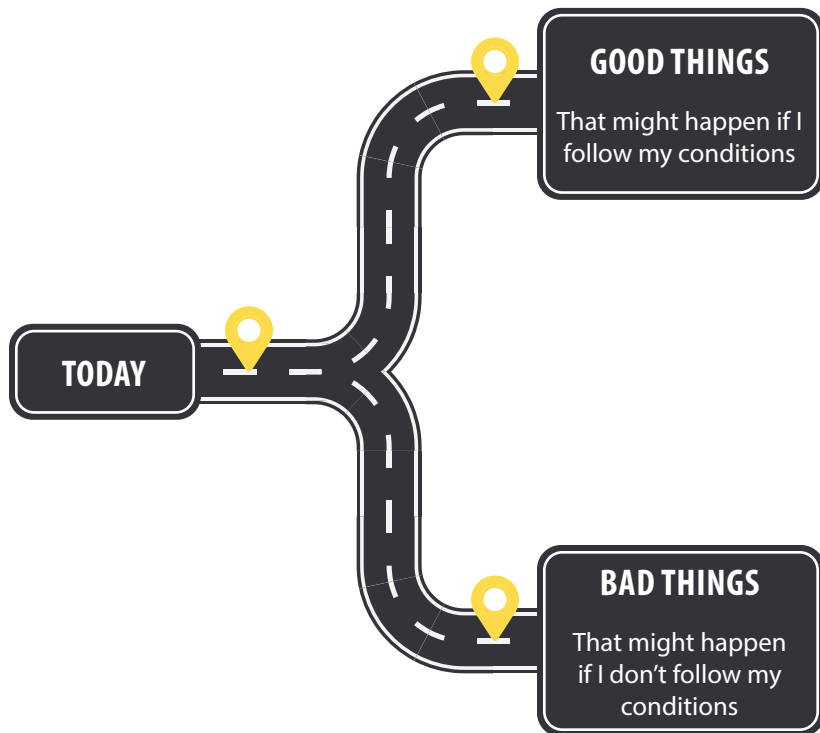 GOOD THINGS
That might happen if I
follow my conditions
TODAY
BAD THINGS
That might happen
if I don’t follow my
conditions